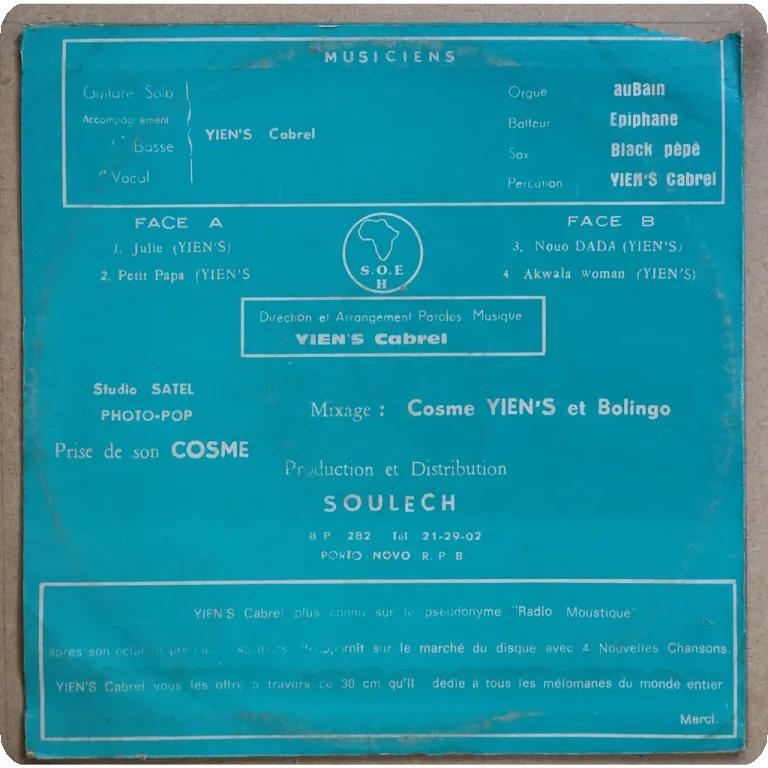 MUSICIENS
Guitare Solo
Accompagnement
" Basse
" Vocal
YIEN'S Cabrel
Orgue auBain
Batteur Epiphane
Sax Black pèpè
Percution YIEN'S Cabrel
FACE A
1. Julie (YIEN'S)
2. Petit Papa (YIEN'S
S.O.E
H
FACE B
3. Nouo DADA (YIEN'S)
4 Akwala woman (YIEN'S)
Direction et Arrangement Paroles Musique
YIEN'S Cabrel
Studio SATEL
PHOTO-POP
Prise de son COSME
Mixage : Cosme YIEN'S et Bolingo
Production et Distribution
SOULECH
B P 282 Tel 21-29-02
PORTO-NOVO R. P. B.
YIEN'S Cabrel plus connu sur le pseudonyme "Radio Moustique"
apres son sur le marché du disque avec 4 Nouvelles Chansons.
YIEN'S Cabrel vous les offre a travers ce 30 cm qu'il dédie à tous les mélomanes du monde entier.
Merci.